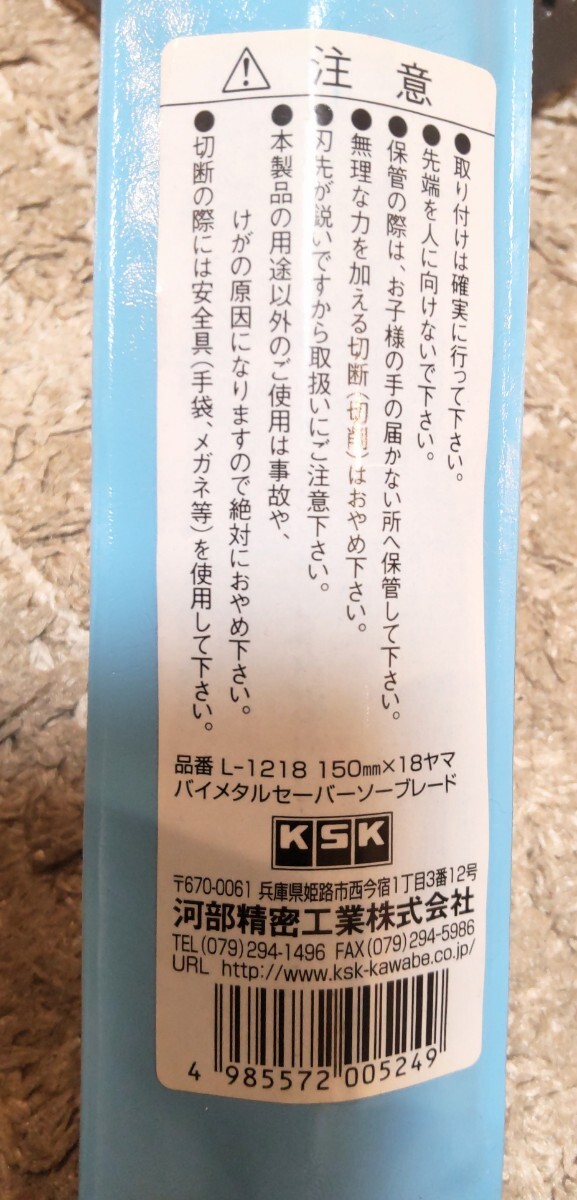 注意
●取り付けは確実に行って下さい。
●先端を人に向けないで下さい。
●保管の際は、お子様の手の届かない所へ保管して下さい。
●無理な力を加える切断(切削)はおやめ下さい。
●刃先が鋭いですから取扱いにご注意下さい。
●本製品の用途以外のご使用は事故や、
けがの原因になりますので絶対におやめ下さい。
●切断の際には安全具(手袋、メガネ等)を使用して下さい。
品番 L-1218 150mm×18ヤマ
バイメタルセーバーソーブレード
KSK
〒670-0061 兵庫県姫路市西今宿1丁目3番12号
河部精密工業株式会社
TEL(079)294-1496 FAX(079)294-5986
URL http://www.ksk-kawabe.co.jp/
4 985572 005249